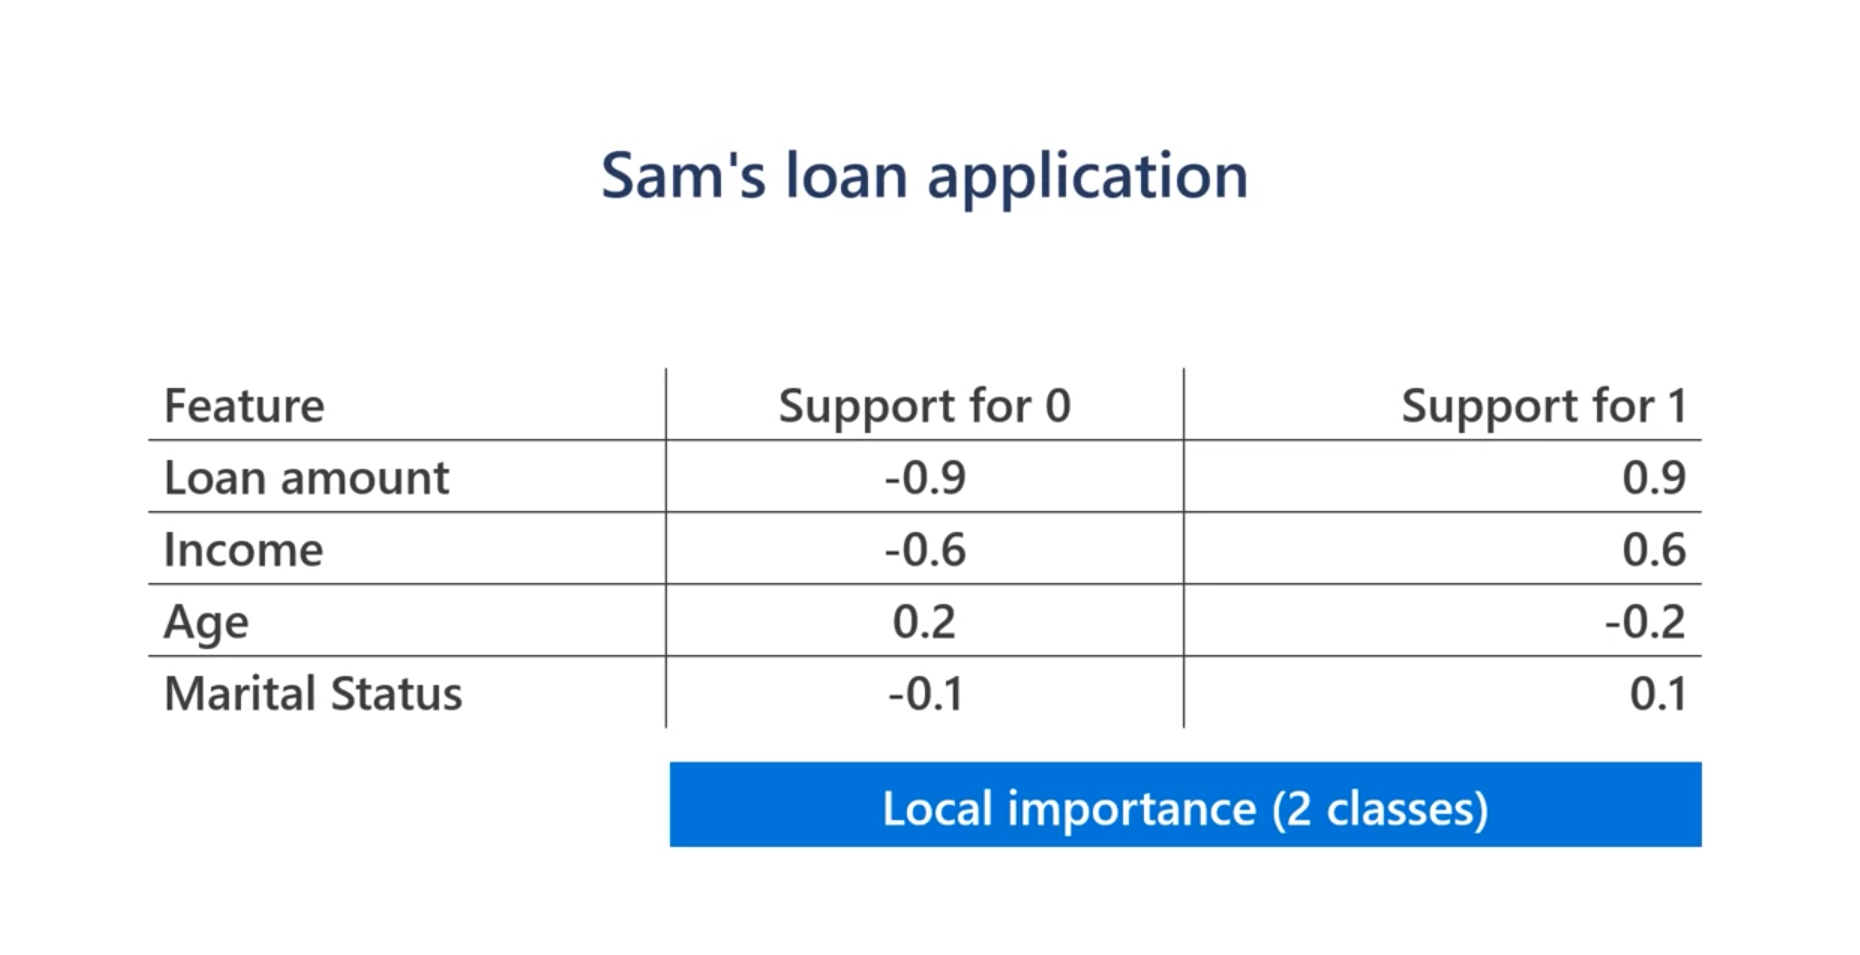 Sam's loan application
Feature Support for 0 Support for 1
Loan amount -0.9 0.9
Income -0.6 0.6
Age 0.2 -0.2
Marital Status -0.1 0.1
Local importance (2 classes)